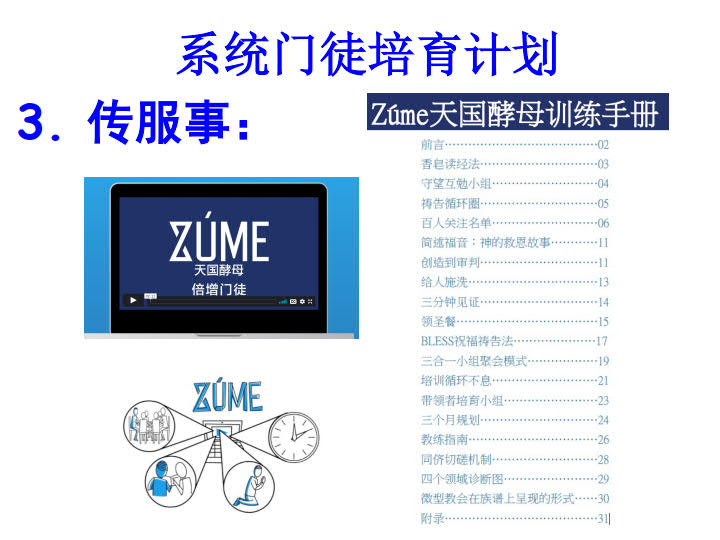 系统门徒培育计划
3. 传服事：
ZÚME
天国酵母
倍增门徒
ZÚME
Zúme天国酵母训练手册
前言……………………………………02
香皂读经法……………………………03
守望互勉小组…………………………04
祷告循环圈……………………………05
百人关注名单…………………………06
简述福音：神的救恩故事…………11
创造到审判……………………………11
给人施洗………………………………13
三分钟见证……………………………14
领圣餐…………………………………15
BLESS祝福祷告法…………………17
三合一小组聚会模式………………19
培训循环不息…………………………21
带领者培育小组………………………23
三个月规划……………………………24
教练指南………………………………26
同侪切磋机制…………………………28
四个领域诊断图………………………29
微型教会在族谱上呈现的形式……30
附录……………………………………31